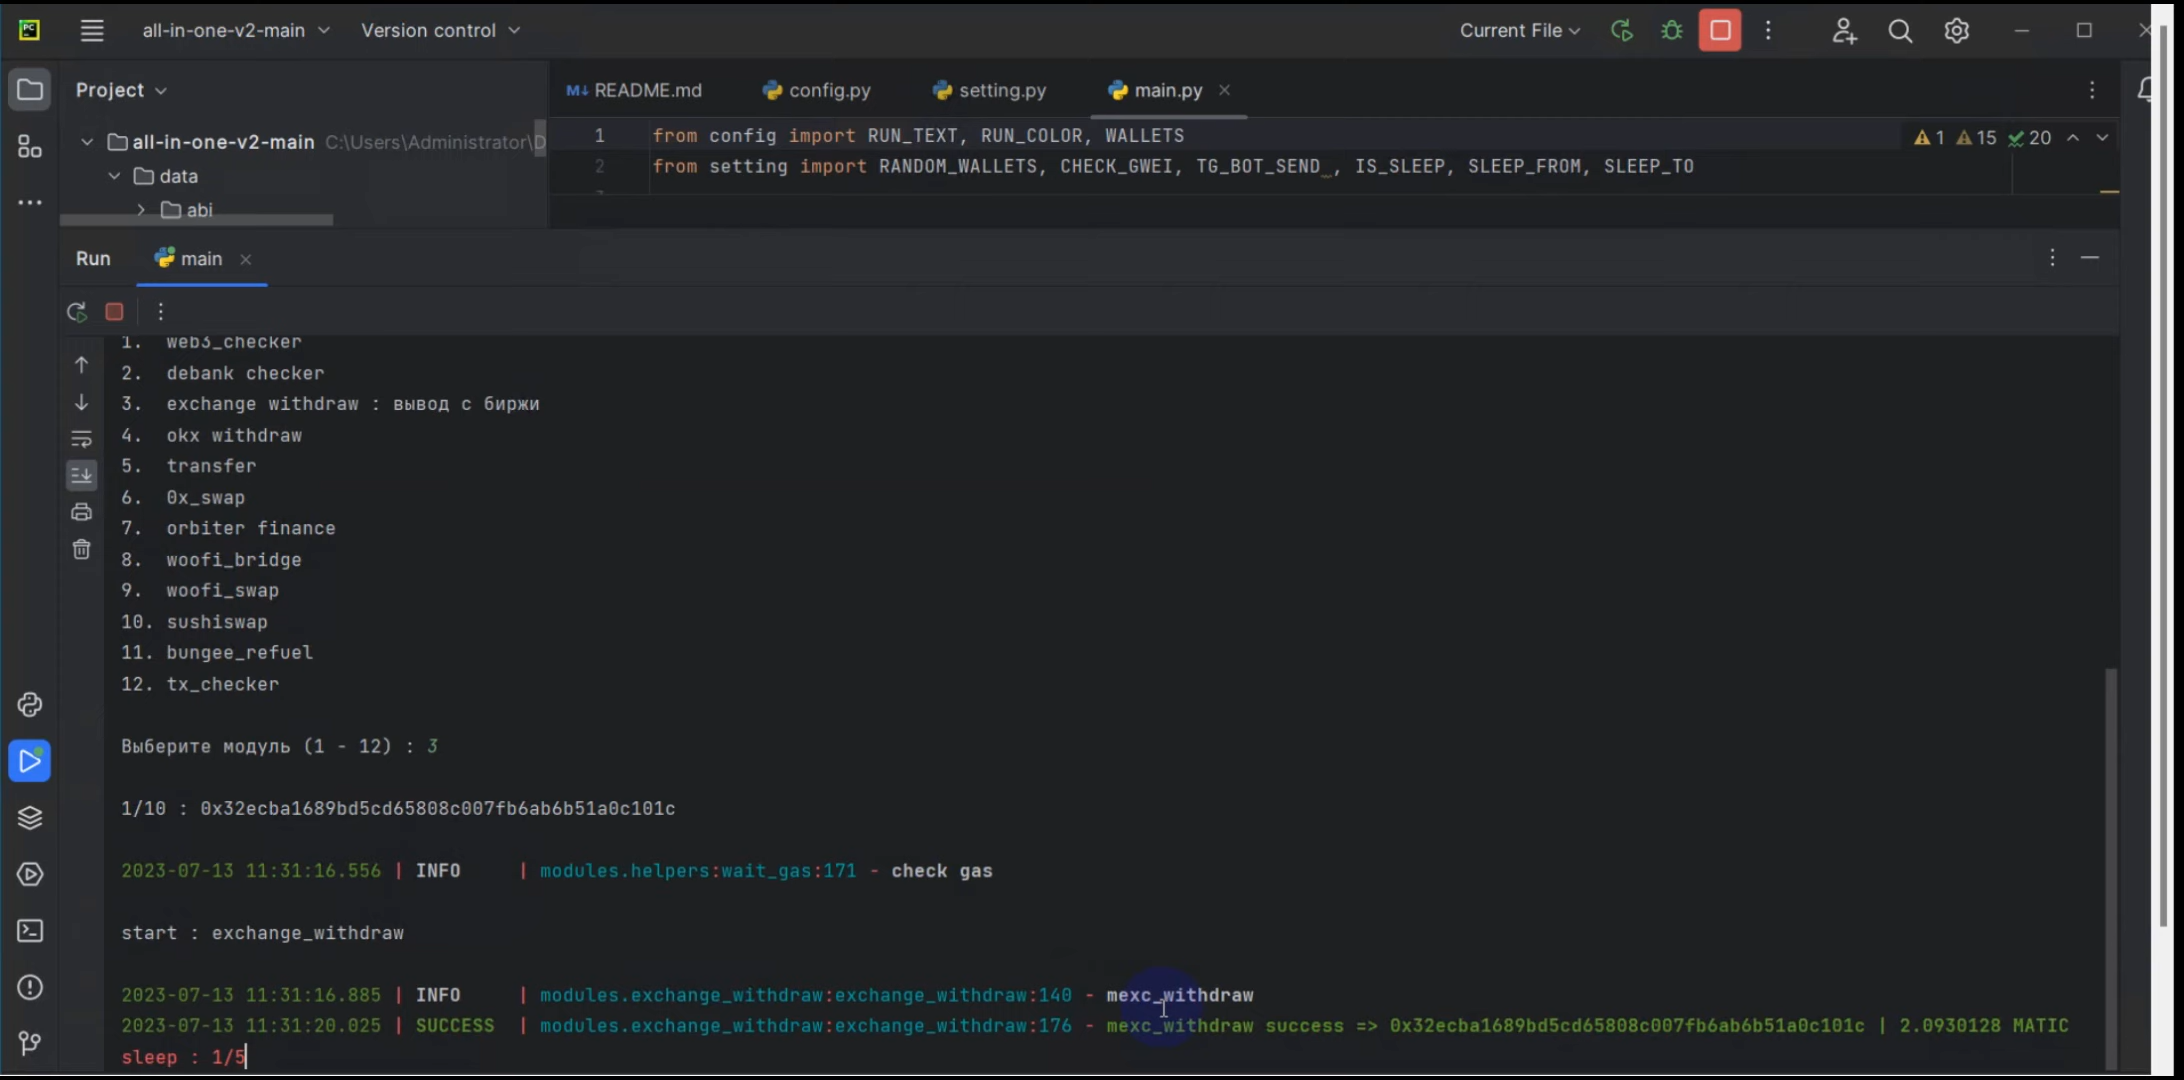 all-in-one-v2-main Version control Current File
Project README.md config.py setting.py main.py
all-in-one-v2-main C:\Users\Administrator\D
data
abi
1 from config import RUN_TEXT, RUN_COLOR, WALLETS
2 from setting import RANDOM_WALLETS, CHECK_GWEI, TG_BOT_SEND_, IS_SLEEP, SLEEP_FROM, SLEEP_TO
1 15 20
Run main
1. web3_checker
2. debank checker
3. exchange withdraw : вывод с биржи
4. okx withdraw
5. transfer
6. 0x_swap
7. orbiter finance
8. woofi_bridge
9. woofi_swap
10. sushiswap
11. bungee_refuel
12. tx_checker
Выберите модуль (1 - 12) : 3
1/10 : 0x32ecba1689bd5cd65808c007fb6ab6b51a0c101c
2023-07-13 11:31:16.556 | INFO | modules.helpers:wait_gas:171 - check gas
start : exchange_withdraw
2023-07-13 11:31:16.885 | INFO | modules.exchange_withdraw:exchange_withdraw:140 - mexc_withdraw
2023-07-13 11:31:20.025 | SUCCESS | modules.exchange_withdraw:exchange_withdraw:176 - mexc_withdraw success => 0x32ecba1689bd5cd65808c007fb6ab6b51a0c101c | 2.0930128 MATIC
sleep : 1/5